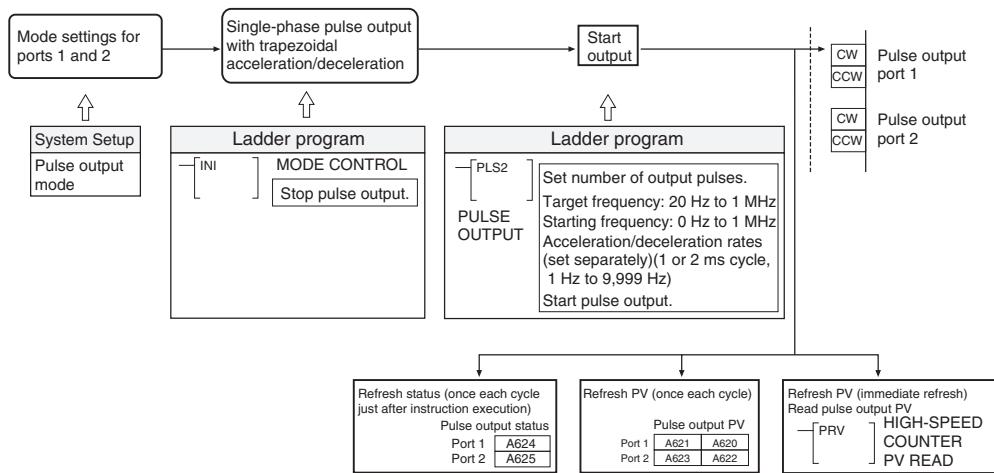 Mode settings for
ports 1 and 2
Single-phase pulse output
with trapezoidal
acceleration/deceleration
Start
output
CW
CCW
Pulse output
port 1
CW
CCW
Pulse output
port 2
System Setup
Pulse output
mode
Ladder program
INI
MODE CONTROL
Stop pulse output.
Ladder program
PLS2
PULSE
OUTPUT
Set number of output pulses.
Target frequency: 20 Hz to 1 MHz
Starting frequency: 0 Hz to 1 MHz
Acceleration/deceleration rates
(set separately)(1 or 2 ms cycle,
1 Hz to 9,999 Hz)
Start pulse output.
Refresh status (once each cycle
just after instruction execution)
Pulse output status
Port 1 A624
Port 2 A625
Refresh PV (once each cycle)
Pulse output PV
Port 1 A621 A620
Port 2 A623 A622
Refresh PV (immediate refresh)
Read pulse output PV
PRV
HIGH-SPEED
COUNTER
PV READ